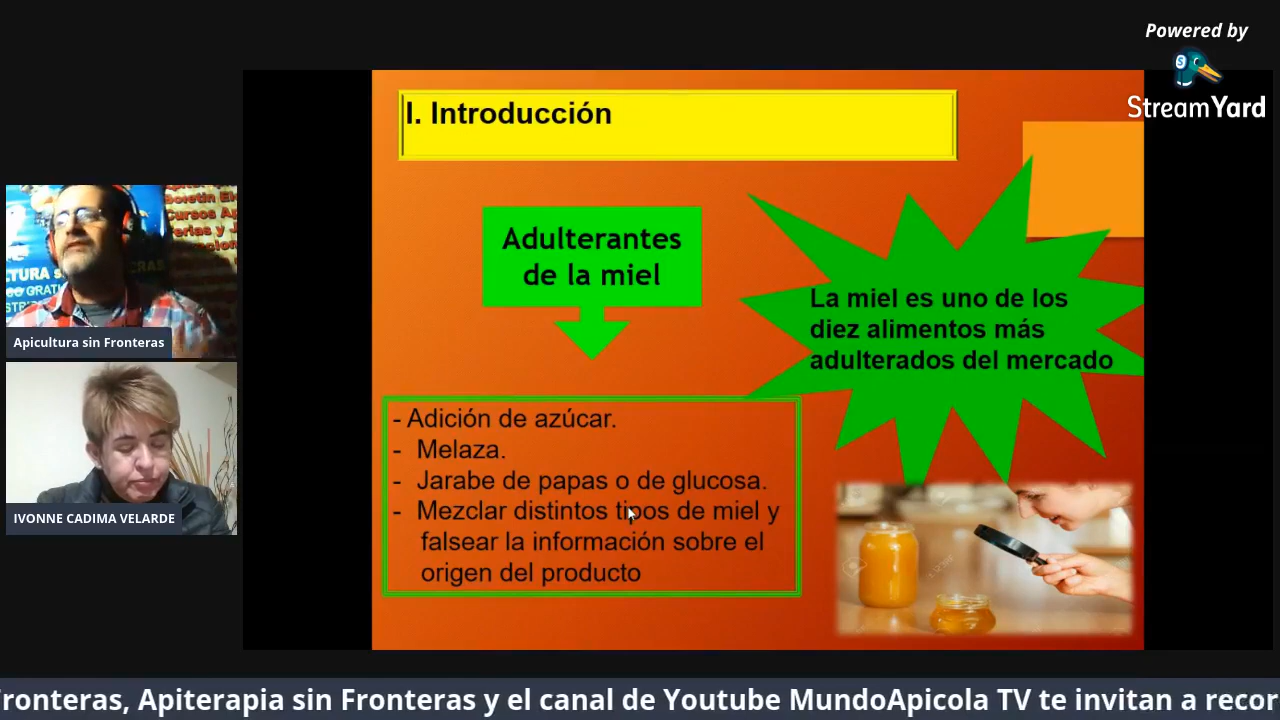 Powered by
StreamYard
I. Introducción
Adulterantes
de la miel
La miel es uno de los
diez alimentos más
adulterados del mercado
- Adición de azúcar.
- Melaza.
- Jarabe de papas o de glucosa.
- Mezclar distintos tipos de miel y
falsear la información sobre el
origen del producto
Boletín
Cursos
GRATI
Apicultura sin Fronteras
IVONNE CADIMA VELARDE
Fronteras, Apiterapia sin Fronteras y el canal de Youtube MundoApicola TV te invitan a recor